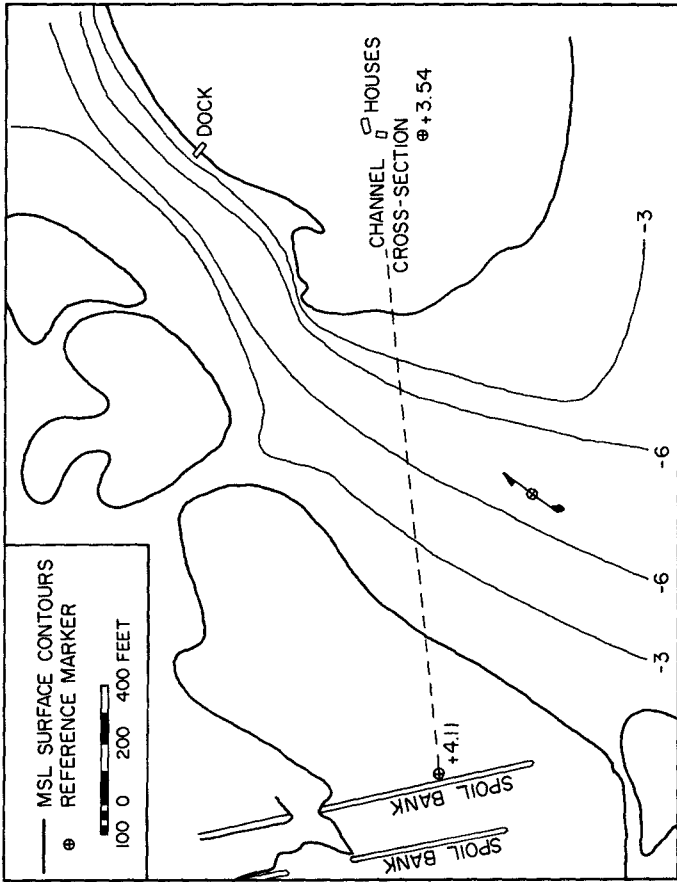 MSL SURFACE CONTOURS
REFERENCE MARKER
100 0 200 400 FEET
DOCK
HOUSES
CHANNEL
CROSS-SECTION
+3.54
-3
-6
-6
-3
+4.11
SPOIL BANK
SPOIL BANK